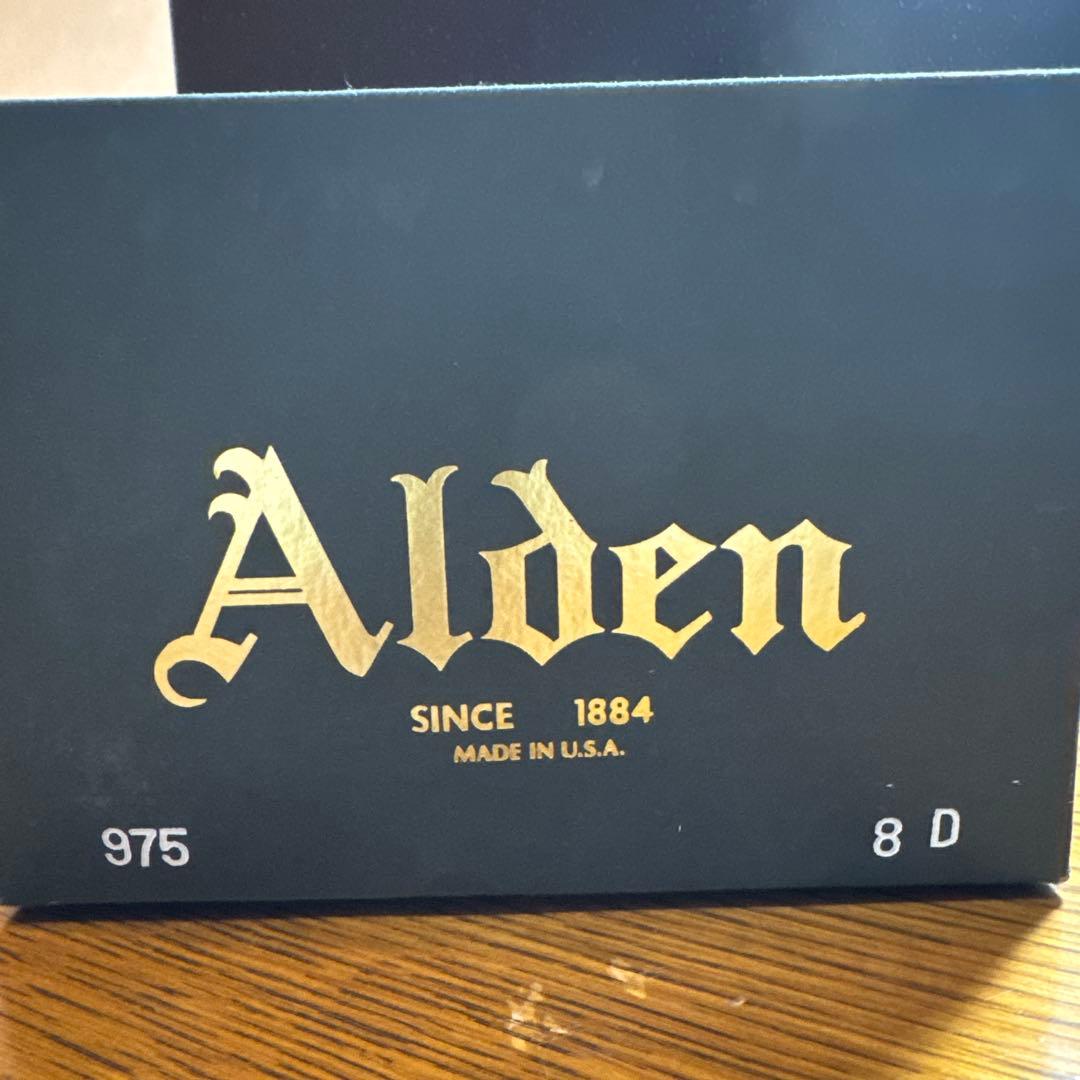 Alden
SINCE 1884
MADE IN U.S.A.
975 8 D